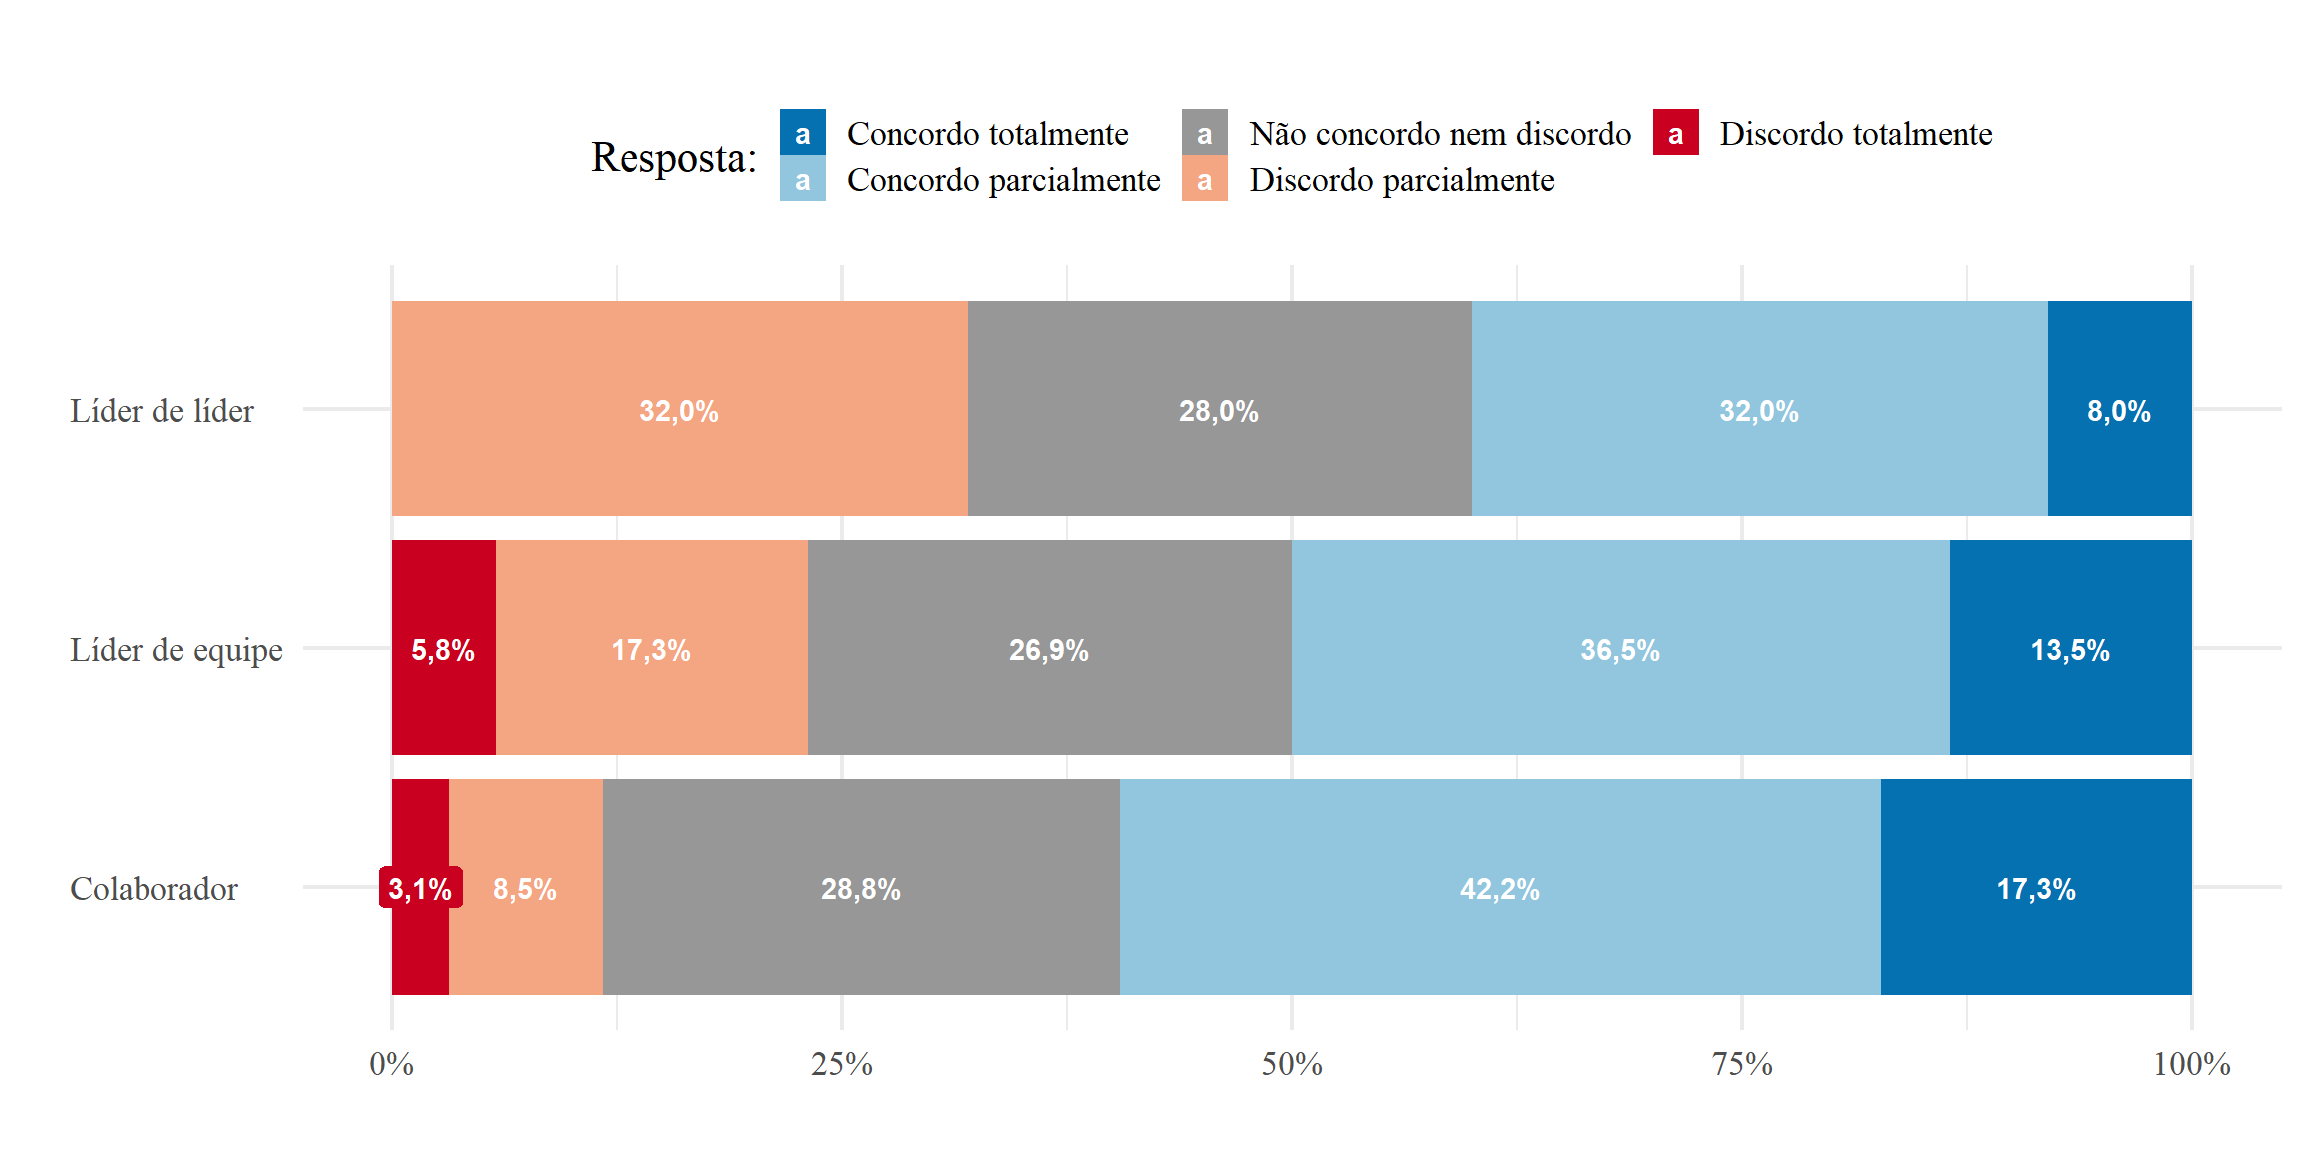 Resposta:
a Concordo totalmente
a Concordo parcialmente
a Não concordo nem discordo
a Discordo parcialmente
a Discordo totalmente
Líder de líder
32,0% 28,0% 32,0% 8,0%
Líder de equipe
5,8% 17,3% 26,9% 36,5% 13,5%
Colaborador
3,1% 8,5% 28,8% 42,2% 17,3%
0% 25% 50% 75% 100%